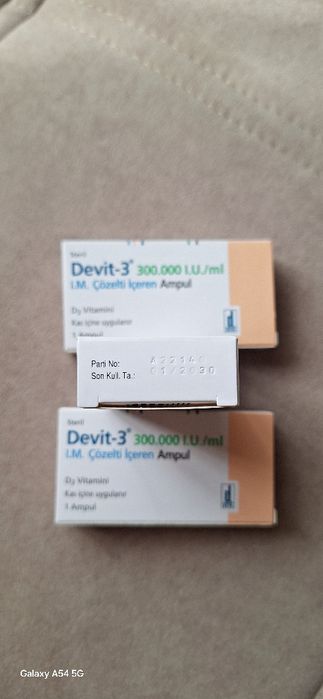 Steril
Devit-3® 300.000 I.U./ml
I.M. Çözelti İçeren Ampul
D₃ Vitamini
Kas içine uygulanır
1 Ampul
Parti No: A22140
Son Kull. Ta.: 01/2030
Steril
Devit-3® 300.000 I.U./ml
I.M. Çözelti İçeren Ampul
D₃ Vitamini
Kas içine uygulanır
1 Ampul
Galaxy A54 5G